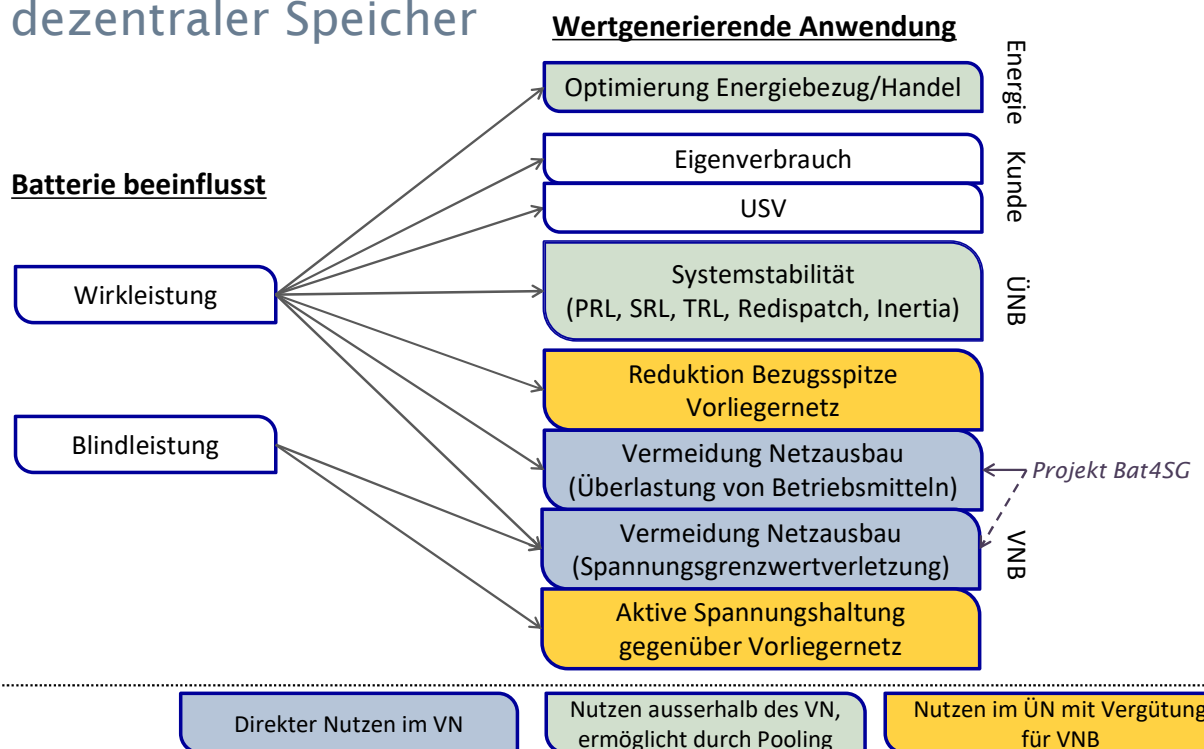 dezentraler Speicher
Wertgenerierende Anwendung
Batterie beeinflusst
Wirkleistung
Blindleistung
Optimierung Energiebezug/Handel
Energie
Eigenverbrauch
USV
Kunde
Systemstabilität
(PRL, SRL, TRL, Redispatch, Inertia)
ÜNB
Reduktion Bezugsspitze
Vorliegernetz
Vermeidung Netzausbau
(Überlastung von Betriebsmitteln)
Projekt Bat4SG
Vermeidung Netzausbau
(Spannungsgrenzwertverletzung)
VNB
Aktive Spannungshaltung
gegenüber Vorliegernetz
Direkter Nutzen im VN
Nutzen ausserhalb des VN,
ermöglicht durch Pooling
Nutzen im ÜN mit Vergütung
für VNB